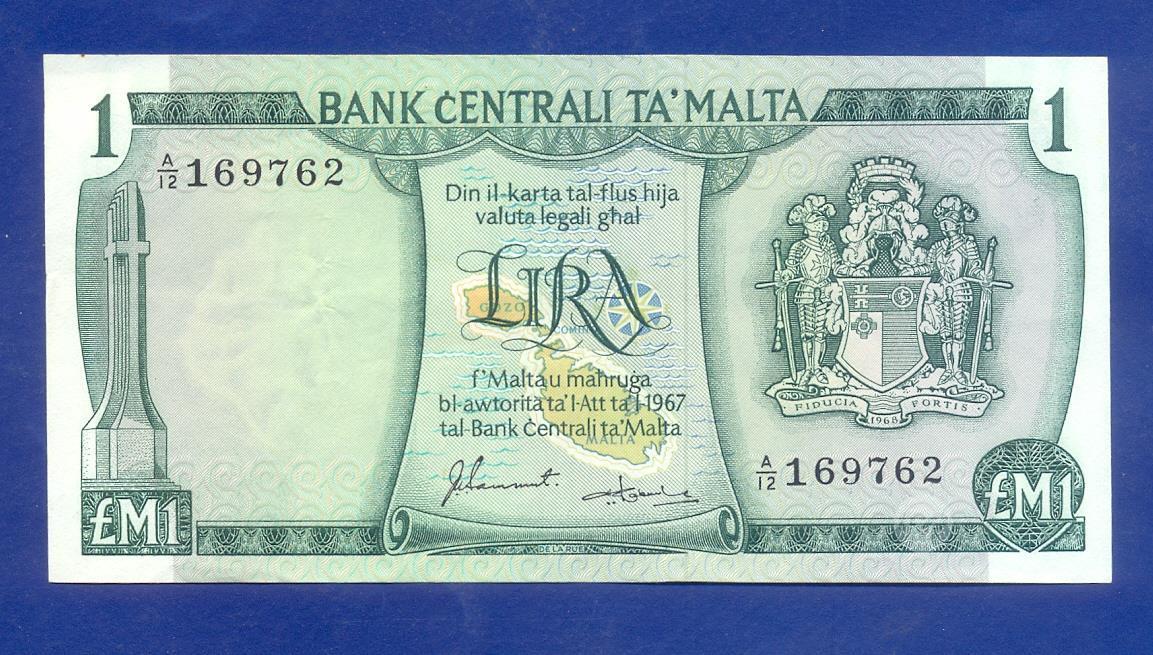 BANK ĊENTRALI TA' MALTA
1
1
A/12 169762
Din il-karta tal-flus hija
valuta legali għal
LIRA
GOZO
COMINO
f'Malta u maħruġa
bl-awtorità ta' l-Att ta' l-1967
tal-Bank Ċentrali ta' Malta
MALTA
FIDUCIA FORTIS
1968
A/12 169762
£M1
£M1
DE LA RUE